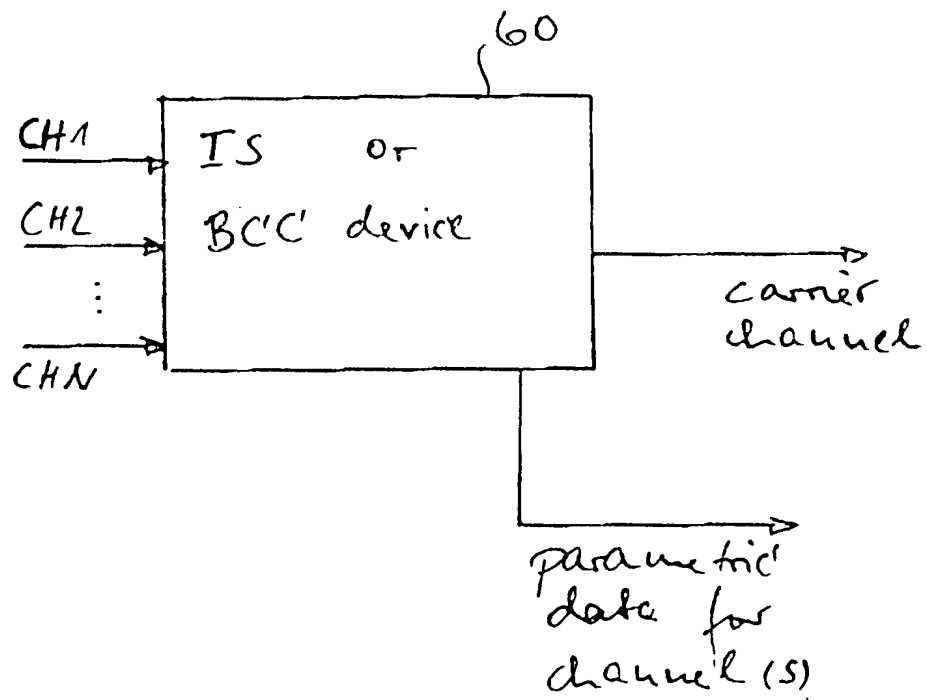 60
CH1
IS or
CH2
BCC device
⋮
CHN
carrier
channel
parametric
data for
channel (s)